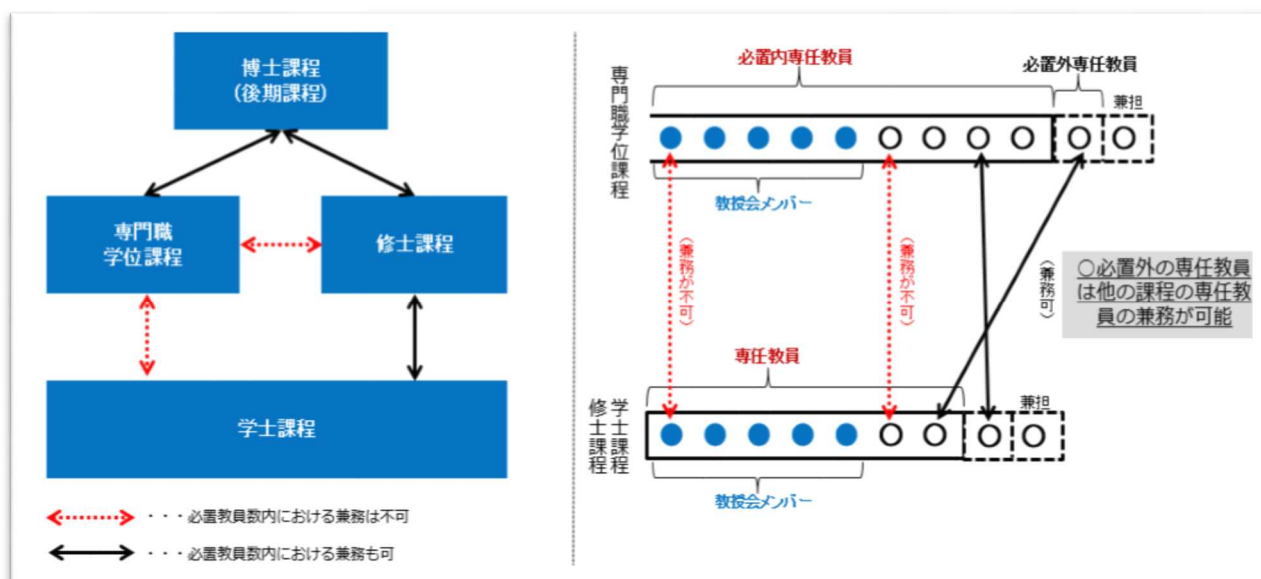 博士課程
(後期課程)
専門職
学位課程
修士課程
学士課程
・・・必置教員数内における兼務は不可
・・・必置教員数内における兼務も可
専門職学位課程
必置内専任教員
必置外専任教員
兼担
教授会メンバー
（兼務が不可）
（兼務が不可）
（兼務可）
○必置外の専任教員
は他の課程の専任教
員の兼務が可能
専任教員
学士課程
修士課程
兼担
教授会メンバー